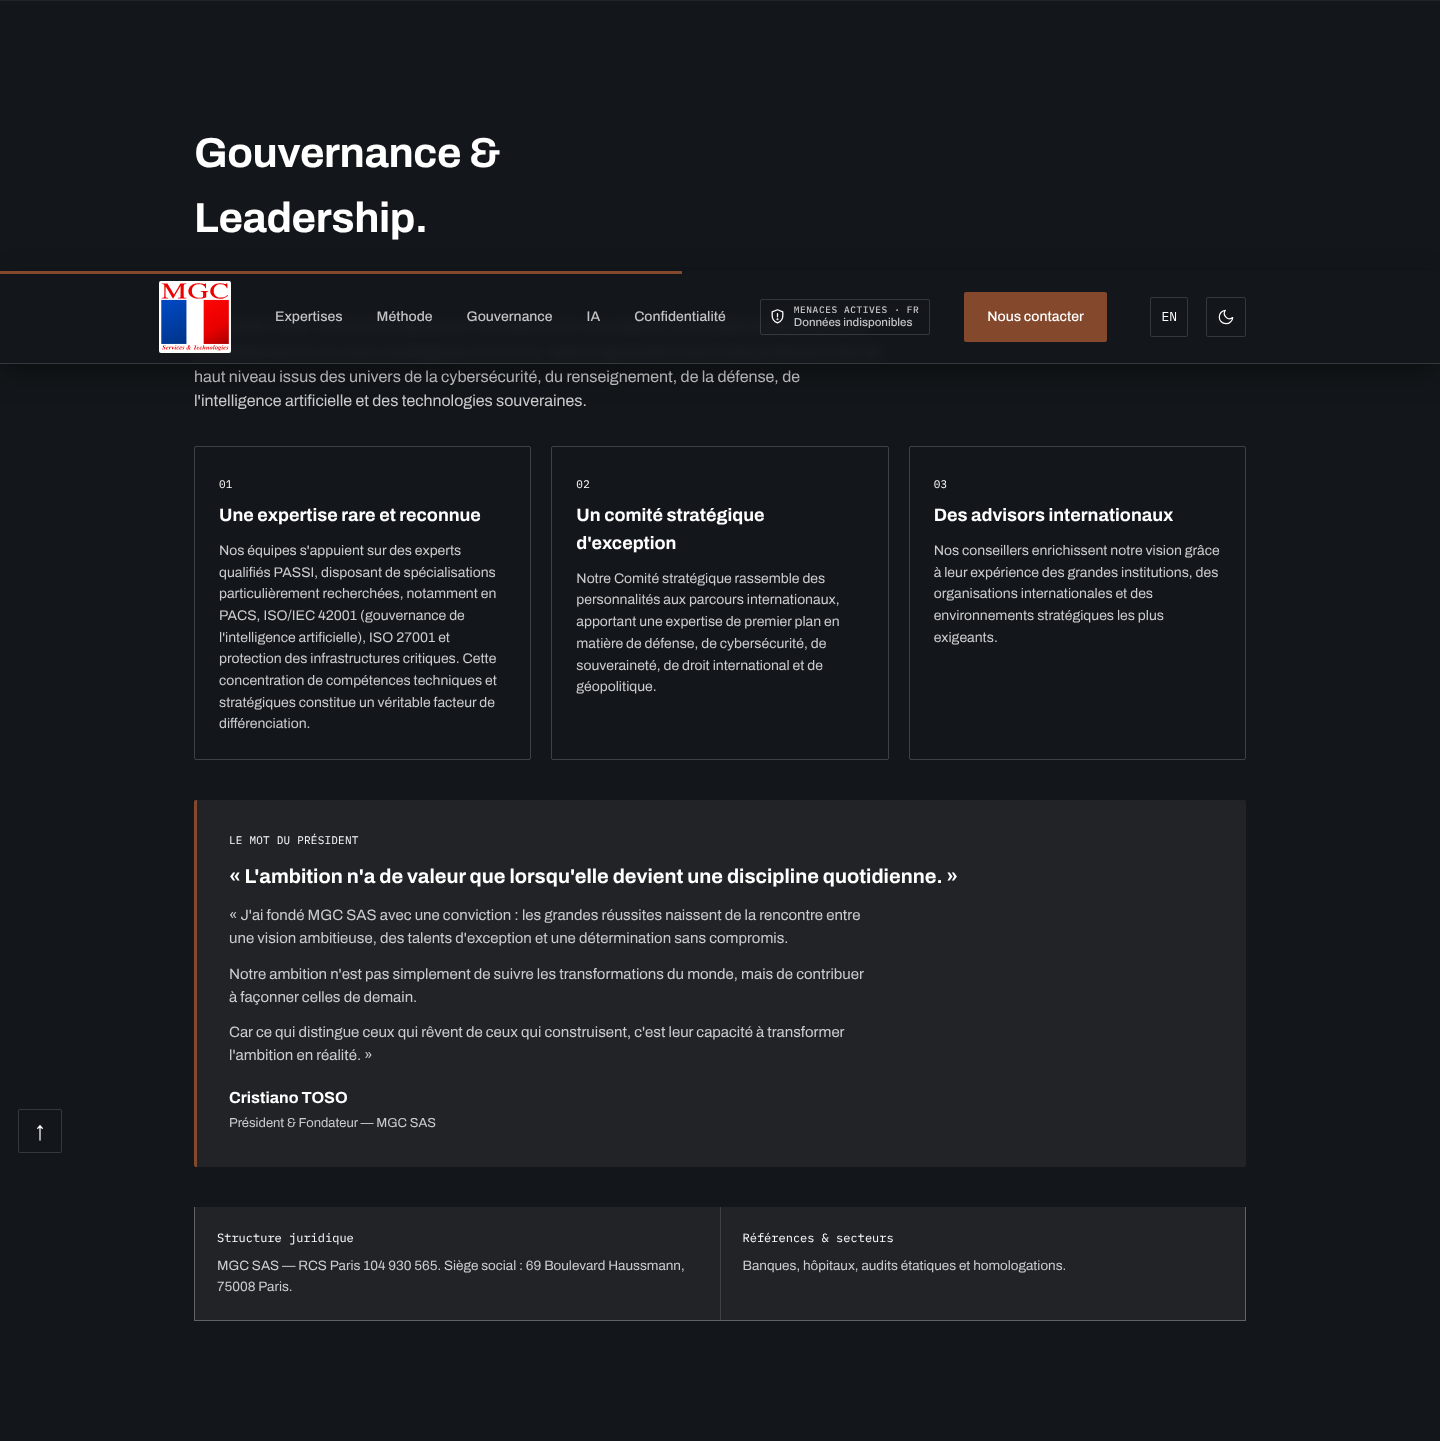 Gouvernance &
Leadership.
MGC
Services & Technologies
Expertises
Méthode
Gouvernance
IA
Confidentialité
MENACES ACTIVES · FR
Données indisponibles
Nous contacter
EN
haut niveau issus des univers de la cybersécurité, du renseignement, de la défense, de
l'intelligence artificielle et des technologies souveraines.
01
Une expertise rare et reconnue
Nos équipes s'appuient sur des experts
qualifiés PASSI, disposant de spécialisations
particulièrement recherchées, notamment en
PACS, ISO/IEC 42001 (gouvernance de
l'intelligence artificielle), ISO 27001 et
protection des infrastructures critiques. Cette
concentration de compétences techniques et
stratégiques constitue un véritable facteur de
différenciation.
02
Un comité stratégique
d'exception
Notre Comité stratégique rassemble des
personnalités aux parcours internationaux,
apportant une expertise de premier plan en
matière de défense, de cybersécurité, de
souveraineté, de droit international et de
géopolitique.
03
Des advisors internationaux
Nos conseillers enrichissent notre vision grâce
à leur expérience des grandes institutions, des
organisations internationales et des
environnements stratégiques les plus
exigeants.
LE MOT DU PRÉSIDENT
« L'ambition n'a de valeur que lorsqu'elle devient une discipline quotidienne. »
« J'ai fondé MGC SAS avec une conviction : les grandes réussites naissent de la rencontre entre
une vision ambitieuse, des talents d'exception et une détermination sans compromis.
Notre ambition n'est pas simplement de suivre les transformations du monde, mais de contribuer
à façonner celles de demain.
Car ce qui distingue ceux qui rêvent de ceux qui construisent, c'est leur capacité à transformer
l'ambition en réalité. »
Cristiano TOSO
Président & Fondateur — MGC SAS
↑
Structure juridique
MGC SAS — RCS Paris 104 930 565. Siège social : 69 Boulevard Haussmann,
75008 Paris.
Références & secteurs
Banques, hôpitaux, audits étatiques et homologations.